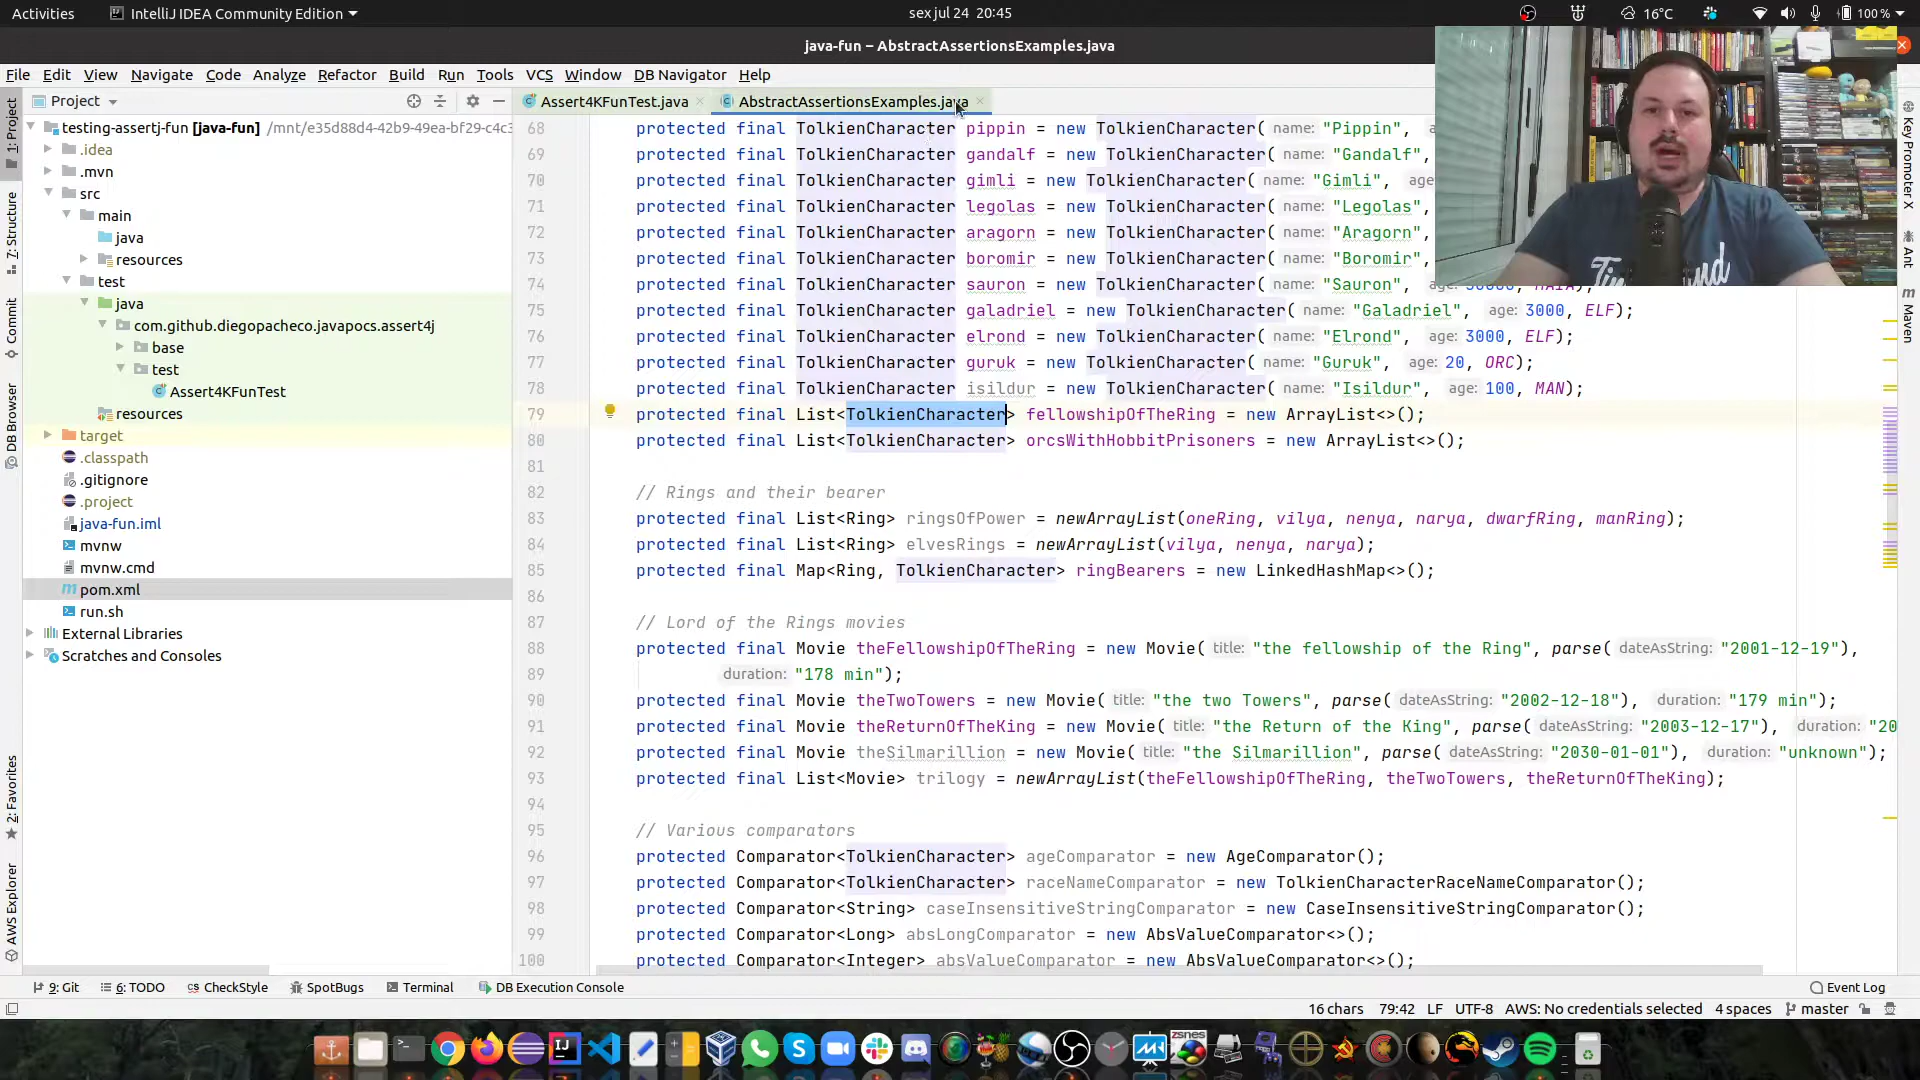 Activities IntelliJ IDEA Community Edition sex jul 24 20:45 16°C 100 %
java-fun – AbstractAssertionsExamples.java
File Edit View Navigate Code Analyze Refactor Build Run Tools VCS Window DB Navigator Help
Project Assert4KFunTest.java AbstractAssertionsExamples.java
testing-assertj-fun [java-fun] /mnt/e35d88d4-42b9-49ea-bf29-c4c3
.idea
.mvn
src
main
java
resources
test
java
com.github.diegopacheco.javapocs.assert4j
base
test
Assert4KFunTest
resources
target
.classpath
.gitignore
.project
java-fun.iml
mvnw
mvnw.cmd
pom.xml
run.sh
External Libraries
Scratches and Consoles
1: Project
7: Structure
Commit
DB Browser
2: Favorites
AWS Explorer
68 protected final TolkienCharacter pippin = new TolkienCharacter( name: "Pippin",
69 protected final TolkienCharacter gandalf = new TolkienCharacter( name: "Gandalf",
70 protected final TolkienCharacter gimli = new TolkienCharacter( name: "Gimli", age
71 protected final TolkienCharacter legolas = new TolkienCharacter( name: "Legolas",
72 protected final TolkienCharacter aragorn = new TolkienCharacter( name: "Aragorn",
73 protected final TolkienCharacter boromir = new TolkienCharacter( name: "Boromir",
74 protected final TolkienCharacter sauron = new TolkienCharacter( name: "Sauron",
75 protected final TolkienCharacter galadriel = new TolkienCharacter( name: "Galadriel", age: 3000, ELF);
76 protected final TolkienCharacter elrond = new TolkienCharacter( name: "Elrond", age: 3000, ELF);
77 protected final TolkienCharacter guruk = new TolkienCharacter( name: "Guruk", age: 20, ORC);
78 protected final TolkienCharacter isildur = new TolkienCharacter( name: "Isildur", age: 100, MAN);
79 protected final List<TolkienCharacter> fellowshipOfTheRing = new ArrayList<>();
80 protected final List<TolkienCharacter> orcsWithHobbitPrisoners = new ArrayList<>();
81
82 // Rings and their bearer
83 protected final List<Ring> ringsOfPower = newArrayList(oneRing, vilya, nenya, narya, dwarfRing, manRing);
84 protected final List<Ring> elvesRings = newArrayList(vilya, nenya, narya);
85 protected final Map<Ring, TolkienCharacter> ringBearers = new LinkedHashMap<>();
86
87 // Lord of the Rings movies
88 protected final Movie theFellowshipOfTheRing = new Movie( title: "the fellowship of the Ring", parse( dateAsString: "2001-12-19"),
89 duration: "178 min");
90 protected final Movie theTwoTowers = new Movie( title: "the two Towers", parse( dateAsString: "2002-12-18"), duration: "179 min");
91 protected final Movie theReturnOfTheKing = new Movie( title: "the Return of the King", parse( dateAsString: "2003-12-17"), duration: "20
92 protected final Movie theSilmarillion = new Movie( title: "the Silmarillion", parse( dateAsString: "2030-01-01"), duration: "unknown");
93 protected final List<Movie> trilogy = newArrayList(theFellowshipOfTheRing, theTwoTowers, theReturnOfTheKing);
94
95 // Various comparators
96 protected Comparator<TolkienCharacter> ageComparator = new AgeComparator();
97 protected Comparator<TolkienCharacter> raceNameComparator = new TolkienCharacterRaceNameComparator();
98 protected Comparator<String> caseInsensitiveStringComparator = new CaseInsensitiveStringComparator();
99 protected Comparator<Long> absLongComparator = new AbsValueComparator<>();
100 protected Comparator<Integer> absValueComparator = new AbsValueComparator<>();
Key Promoter X
Ant
Maven
9: Git 6: TODO CheckStyle SpotBugs Terminal DB Execution Console Event Log
16 chars 79:42 LF UTF-8 AWS: No credentials selected 4 spaces master